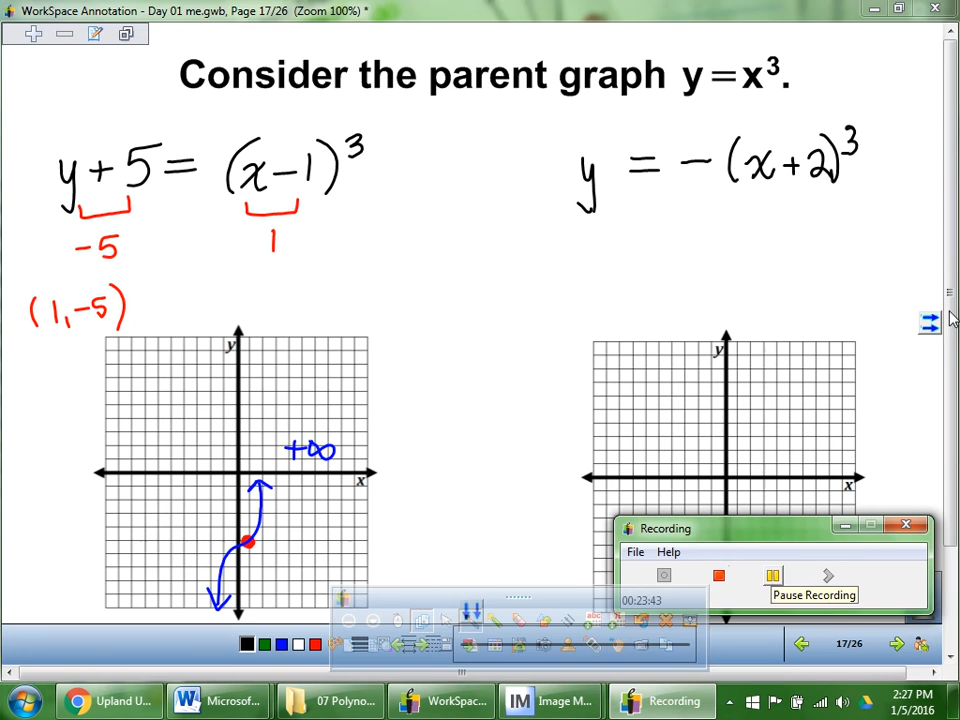 WorkSpace Annotation - Day 01 me.gwb, Page 17/26 (Zoom 100%) *
Consider the parent graph y = x³.
y + 5 = (x - 1)³
y = -(x + 2)³
-5
1
(1, -5)
y
+∞
x
y
x
Recording
File Help
00:23:43
Pause Recording
abc
17/26
Upland U
Microsof...
07 Polyno...
WorkSpac...
IM
Image M...
Recording
2:27 PM
1/5/2016